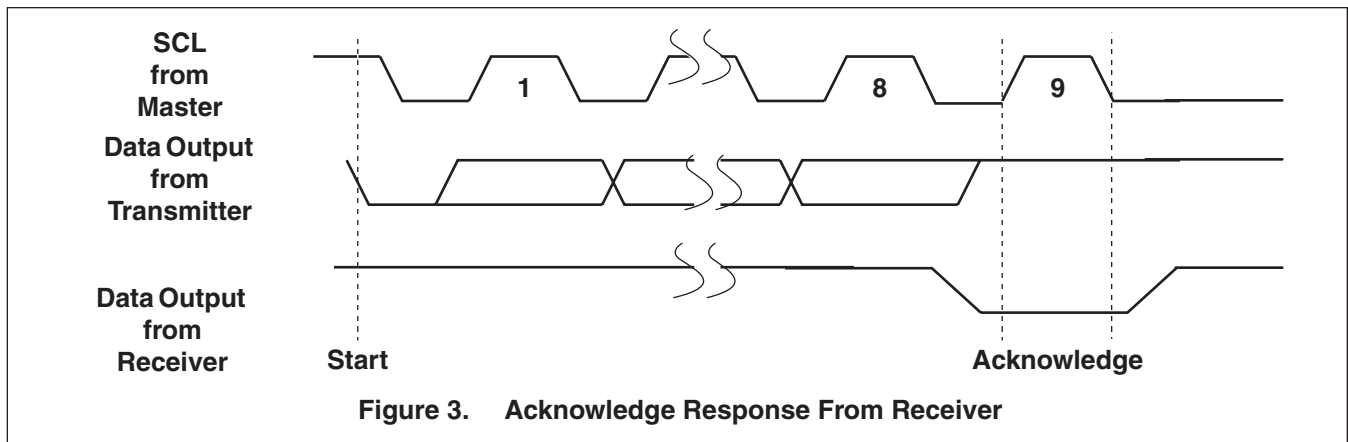 SCL
from
Master
1
8
9
Data Output
from
Transmitter
Data Output
from
Receiver
Start
Acknowledge
Figure 3. Acknowledge Response From Receiver